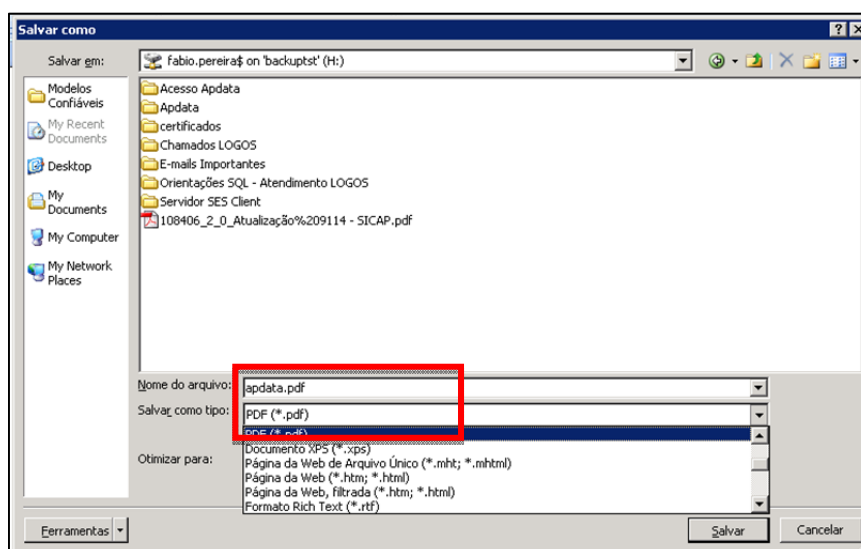 Salvar como
Salvar em:
fabio.pereira$ on 'backuptst' (H:)
Modelos Confiáveis
My Recent Documents
Desktop
My Documents
My Computer
My Network Places
Acesso Apdata
Apdata
certificados
Chamados LOGOS
E-mails Importantes
Orientações SQL - Atendimento LOGOS
Servidor SES Client
108406_2_0_Atualização%209114 - SICAP.pdf
Nome do arquivo:
apdata.pdf
Salvar como tipo:
PDF (*.pdf)
PDF (*.pdf)
Documento XPS (*.xps)
Otimizar para:
Página da Web de Arquivo Único (*.mht; *.mhtml)
Página da Web (*.htm; *.html)
Página da Web, filtrada (*.htm; *.html)
Formato Rich Text (*.rtf)
Ferramentas
Salvar
Cancelar